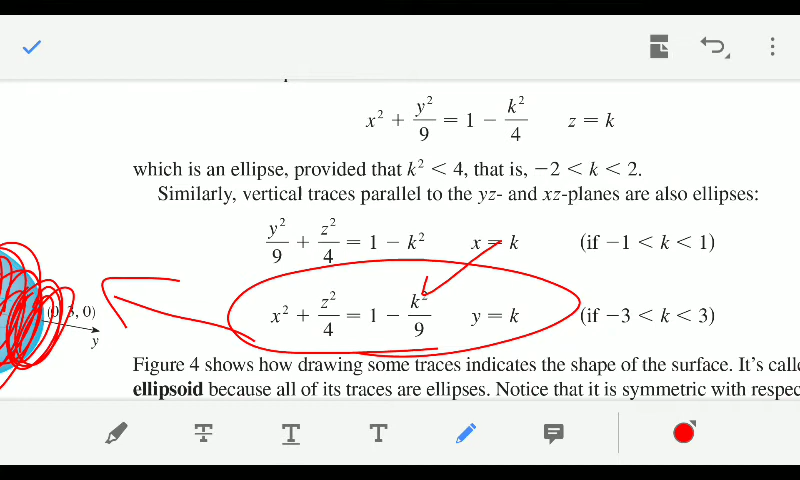 x² + y²/9 = 1 − k²/4 z = k
which is an ellipse, provided that k² < 4, that is, −2 < k < 2.
Similarly, vertical traces parallel to the yz- and xz-planes are also ellipses:
y²/9 + z²/4 = 1 − k² x = k (if −1 < k < 1)
x² + z²/4 = 1 − k²/9 y = k (if −3 < k < 3)
(0, 3, 0)
y
Figure 4 shows how drawing some traces indicates the shape of the surface. It's calle
ellipsoid because all of its traces are ellipses. Notice that it is symmetric with respec
T T T